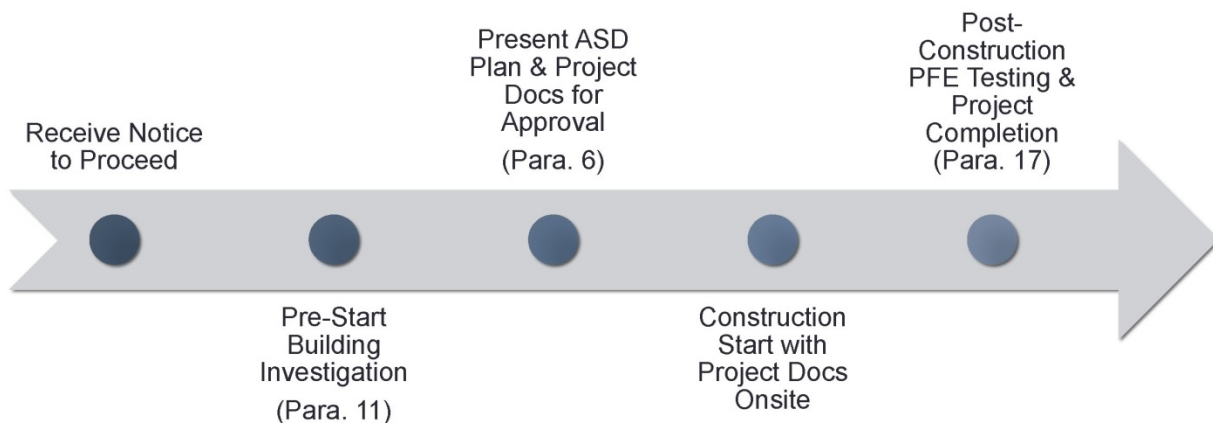 Receive Notice
to Proceed
Pre-Start
Building
Investigation
(Para. 11)
Present ASD
Plan & Project
Docs for
Approval
(Para. 6)
Construction
Start with
Project Docs
Onsite
Post-
Construction
PFE Testing &
Project
Completion
(Para. 17)